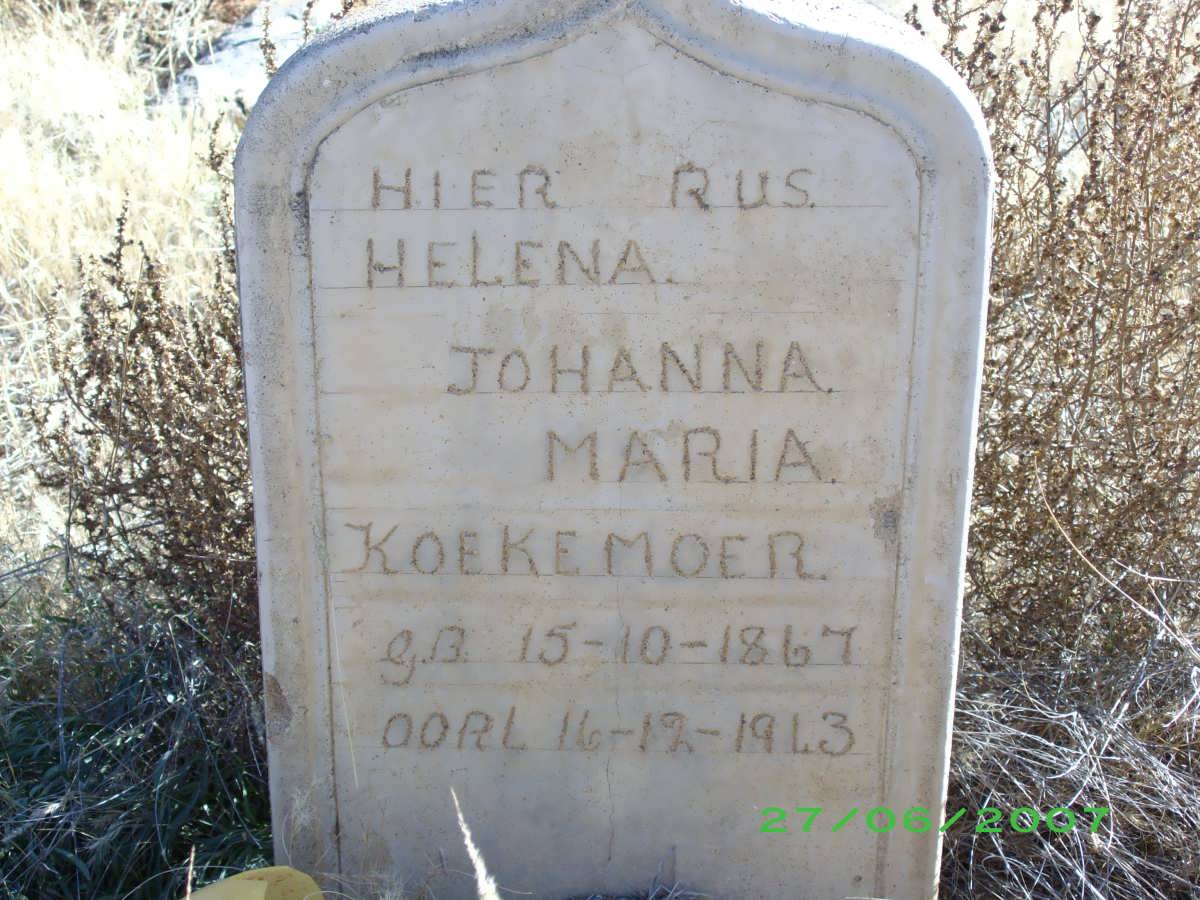 HIER RUS.
HELENA.
JOHANNA.
MARIA.
KOEKEMOER.
g.B. 15-10-1867
OORL 16-12-1913
27/06/2007